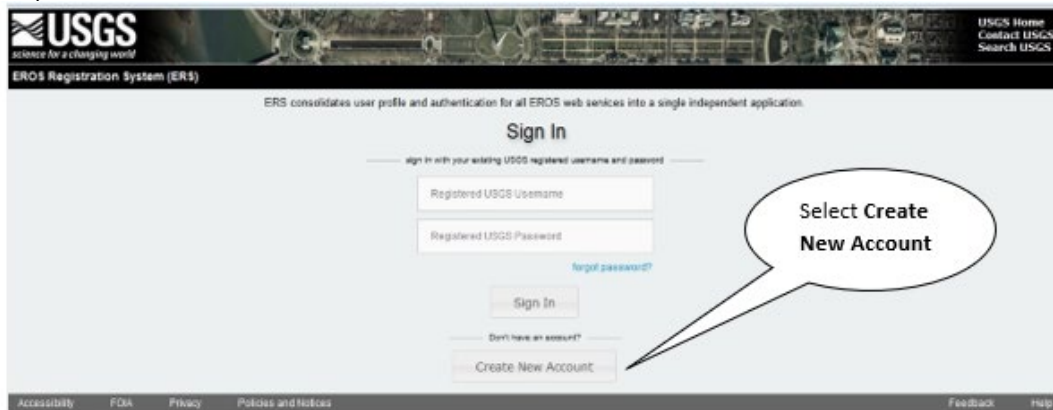 USGS
science for a changing world
USGS Home
Contact USGS
Search USGS
EROS Registration System (ERS)
ERS consolidates user profile and authentication for all EROS web services into a single independent application.
Sign In
sign in with your existing USGS registered username and password
Registered USGS Username
Registered USGS Password
forgot password?
Sign In
Don't have an account?
Create New Account
Select Create
New Account
Accessibility FOIA Privacy Policies and Notices Feedback Help